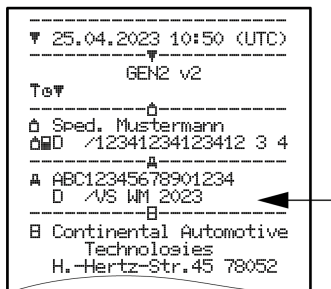 ▼ 25.04.2023 10:50 (UTC)
GEN2 v2
T⊙▼
Sped. Mustermann
D /12341234123412 3 4
ABC12345678901234
D /VS WM 2023
Continental Automotive
Technologies
H.-Hertz-Str.45 78052